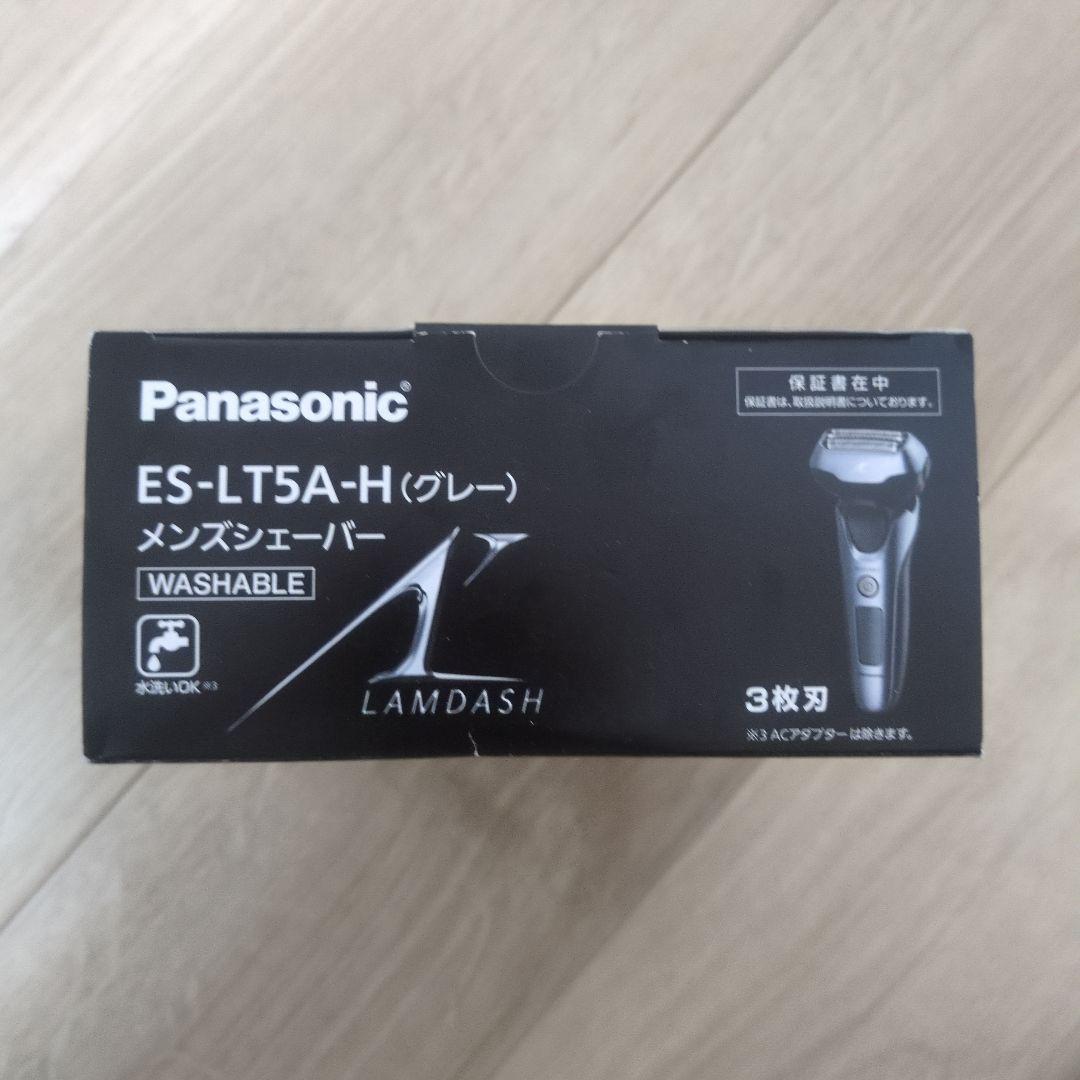 Panasonic®
ES-LT5A-H(グレー)
メンズシェーバー
WASHABLE
水洗いOK※3
LAMDASH
保証書在中
保証書は、取扱説明書についております。
3枚刃
※3 ACアダプターは除きます。